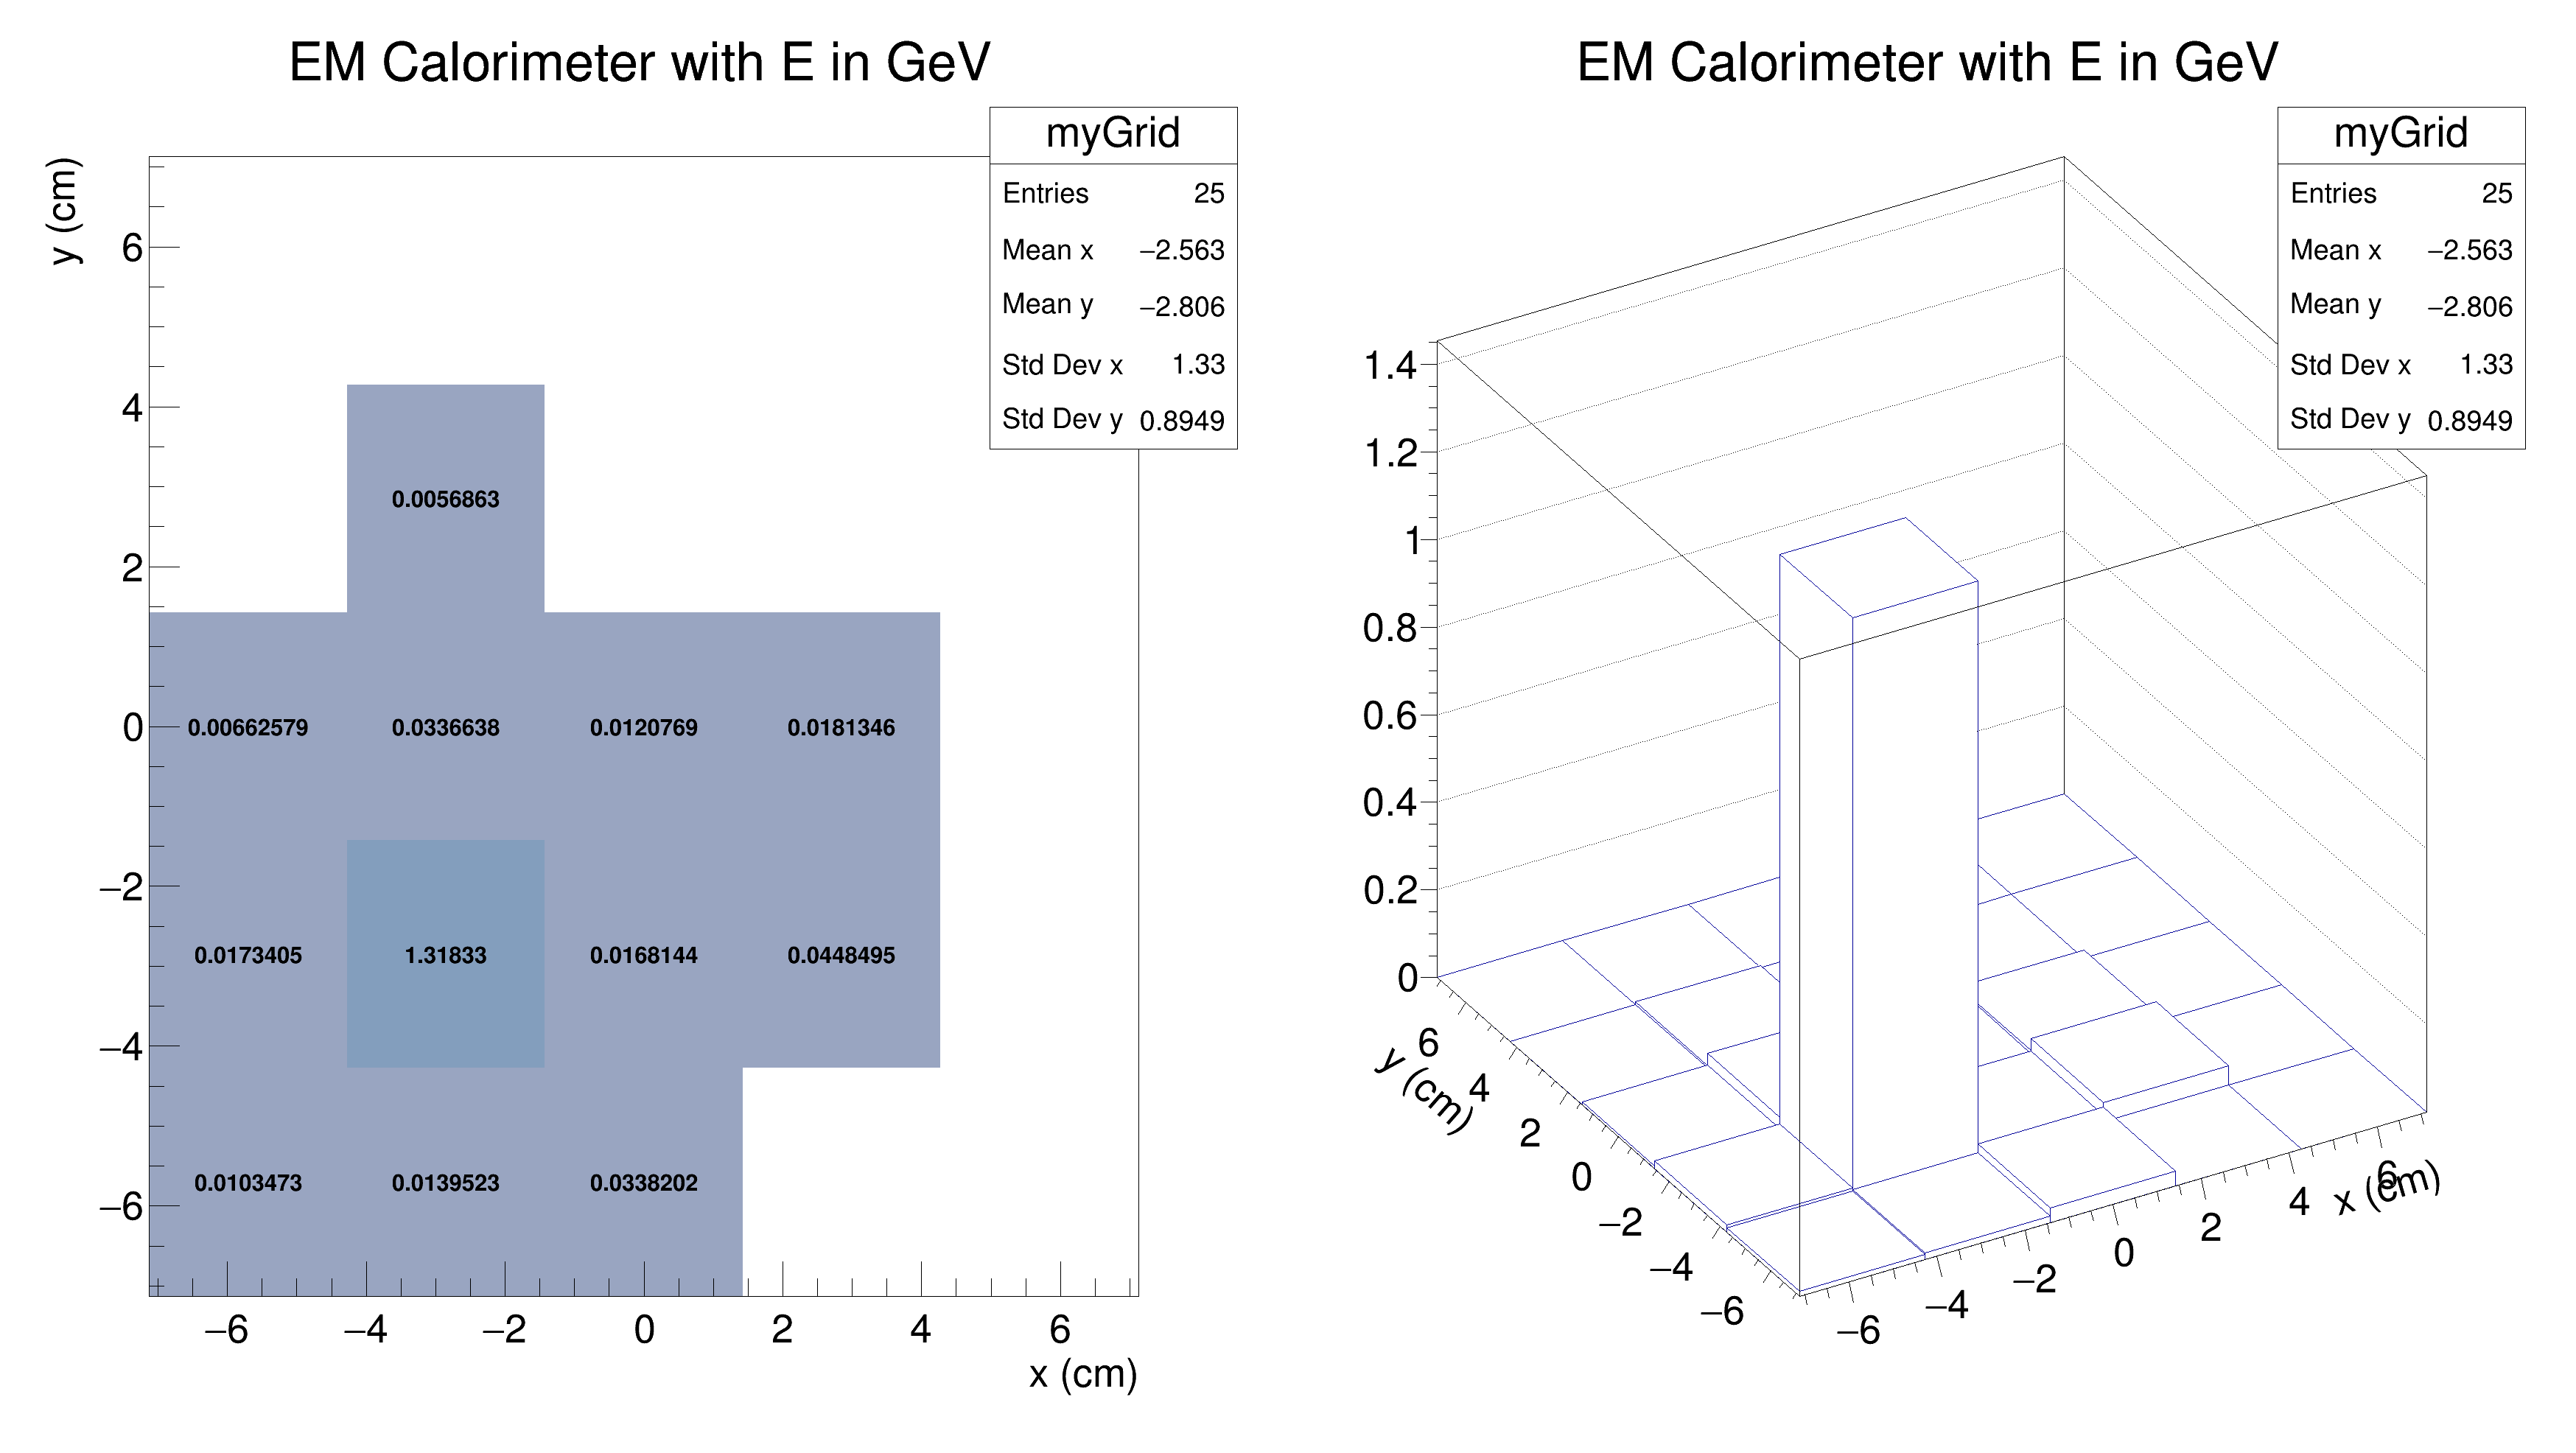 EM Calorimeter with E in GeV
myGrid
Entries 25
Mean x −2.563
Mean y −2.806
Std Dev x 1.33
Std Dev y 0.8949
y (cm)
6
4
2
0
−2
−4
−6
0.0056863
0.00662579 0.0336638 0.0120769 0.0181346
0.0173405 1.31833 0.0168144 0.0448495
0.0103473 0.0139523 0.0338202
−6 −4 −2 0 2 4 6
x (cm)
EM Calorimeter with E in GeV
myGrid
Entries 25
Mean x −2.563
Mean y −2.806
Std Dev x 1.33
Std Dev y 0.8949
1.4
1.2
1
0.8
0.6
0.4
0.2
0
y (cm)
6
4
2
0
−2
−4
−6
−6 −4 −2 0 2 4 6
x (cm)